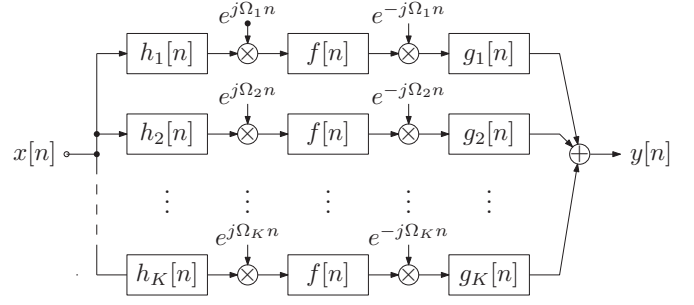 e^{jΩ_1 n} e^{-jΩ_1 n}
h_1[n] f[n] g_1[n]
e^{jΩ_2 n} e^{-jΩ_2 n}
h_2[n] f[n] g_2[n]
x[n] y[n]
⋮ ⋮ ⋮ ⋮ ⋮
e^{jΩ_K n} e^{-jΩ_K n}
h_K[n] f[n] g_K[n]